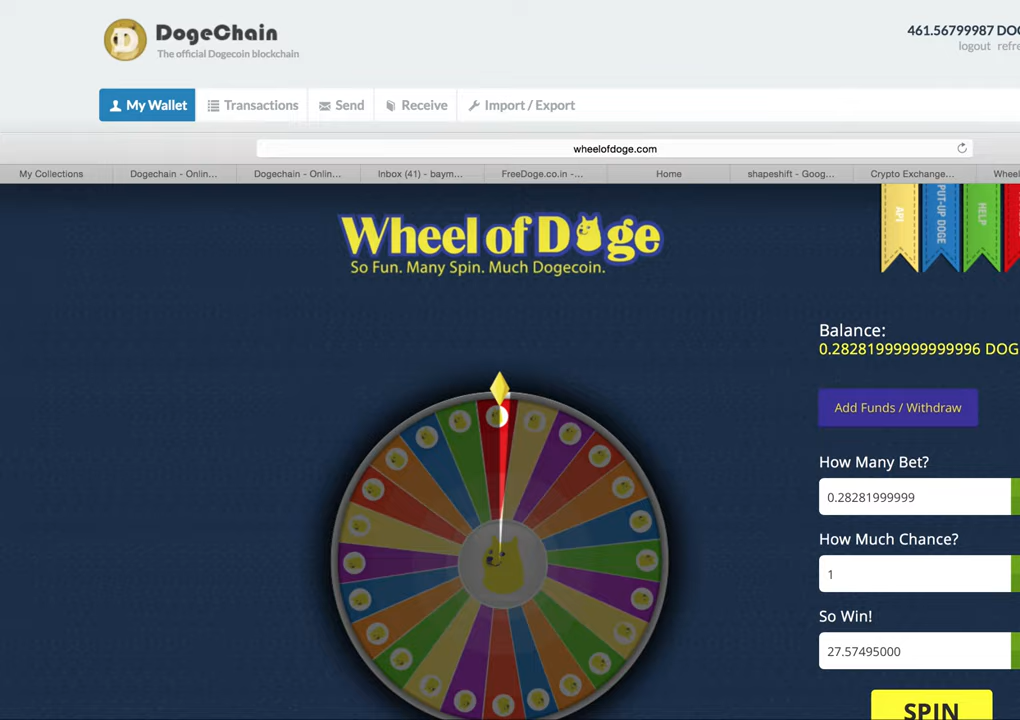 DogeChain
The official Dogecoin blockchain
461.56799987 DO
logout refre
My Wallet
Transactions
Send
Receive
Import / Export
wheelofdoge.com
My Collections
Dogechain - Onlin...
Dogechain - Onlin...
Inbox (41) - baym...
FreeDoge.co.in -...
Home
shapeshift - Goog...
Crypto Exchange...
Wheel
Wheel of Doge
So Fun. Many Spin. Much Dogecoin.
API
PUT-UP DOGE
HELP
Balance:
0.28281999999999996 DOG
Add Funds / Withdraw
How Many Bet?
0.28281999999
How Much Chance?
1
So Win!
27.57495000
SPIN